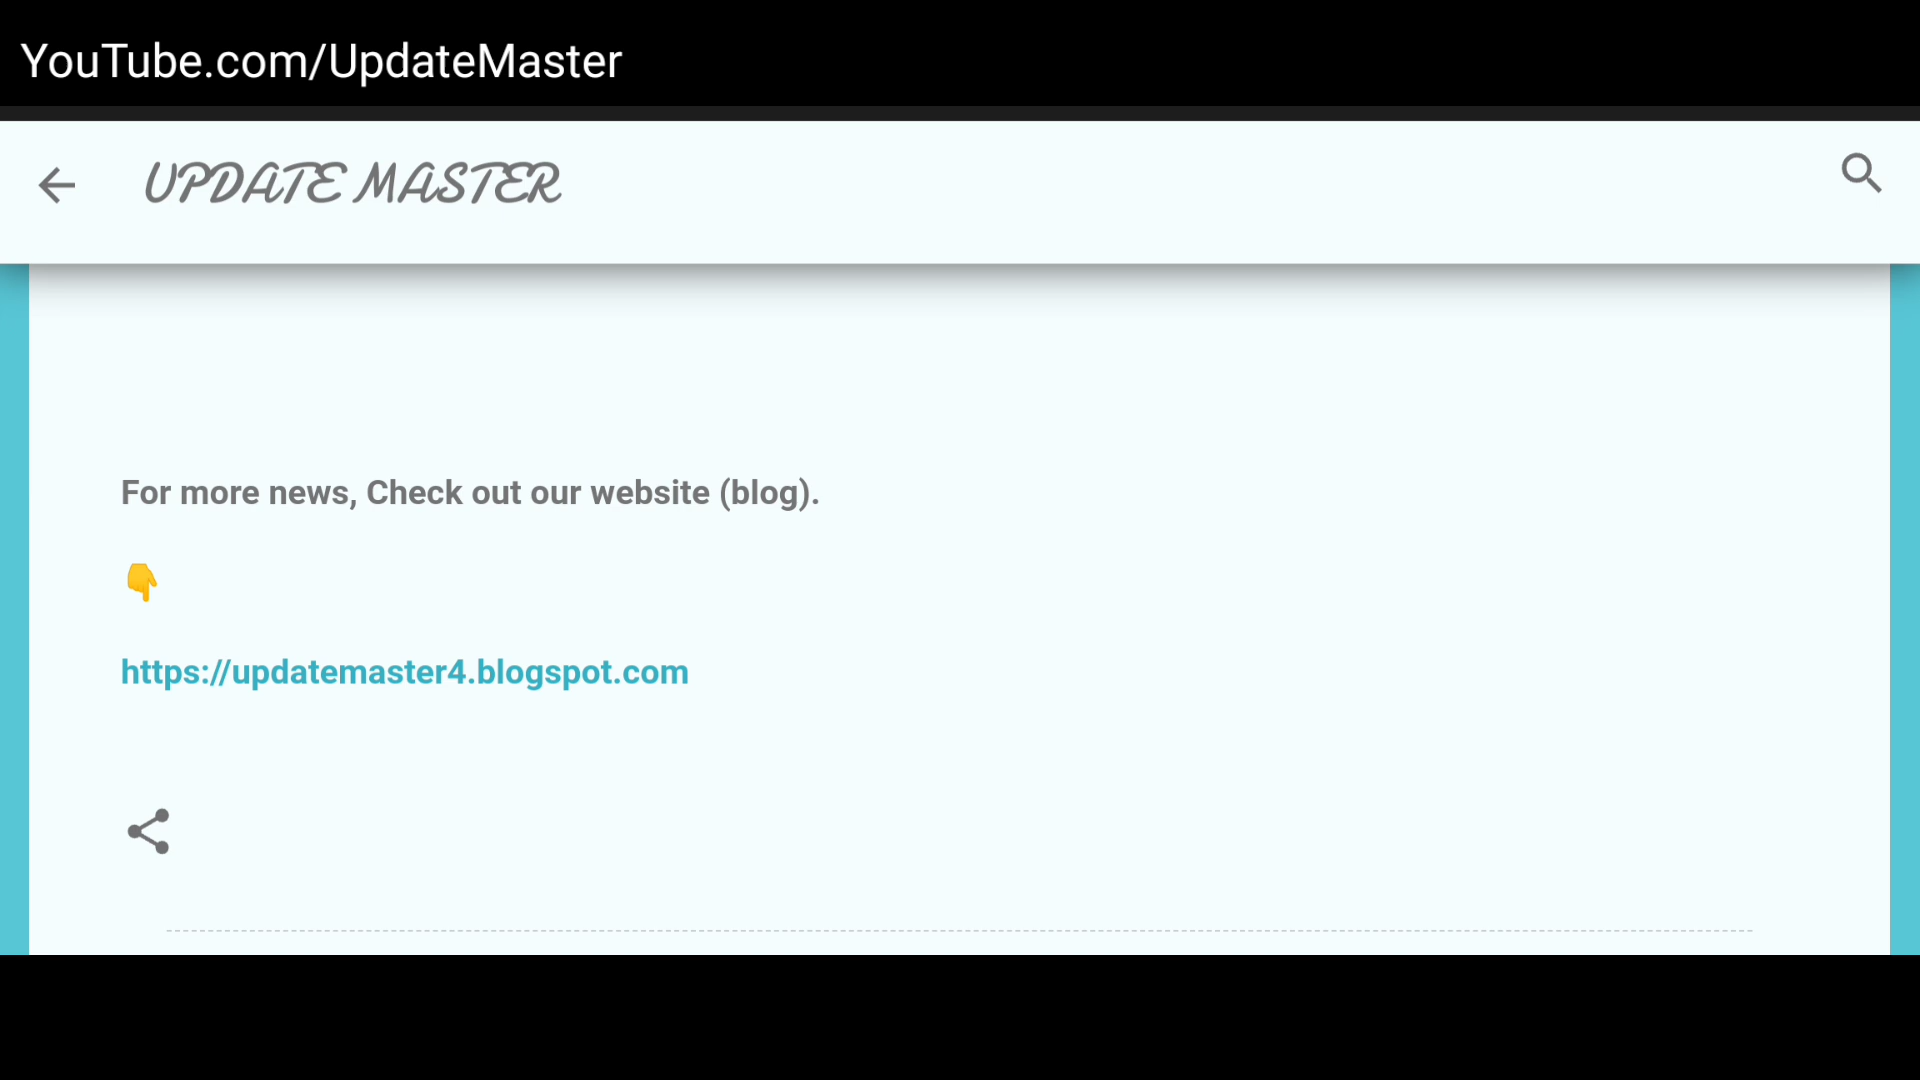 YouTube.com/UpdateMaster
UPDATE MASTER
For more news, Check out our website (blog).
👇
https://updatemaster4.blogspot.com